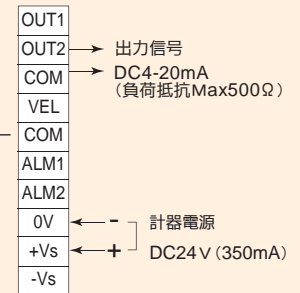 OUT1
OUT2 出力信号
COM DC4-20mA
(負荷抵抗Max500Ω)
VEL
COM
ALM1
ALM2
0V - 計器電源
+Vs + DC24V(350mA)
-Vs